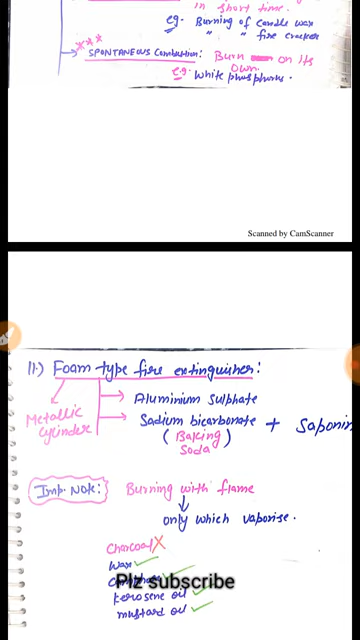 in short time.
eg. Burning of candle wax
" " fire cracker
*** SPONTANEOUS Combustion: Burn on its
own.
eg. White phosphorus.
Scanned by CamScanner
11.) Foam type fire extinguisher:
Metallic cylinder
Aluminium sulphate
Sodium bicarbonate + Saponin
(Baking Soda)
Imp. Note: Burning with flame
only which vaporise.
Charcoal X
Wax ✓
Plz subscribe
kerosene oil ✓
mustard oil ✓